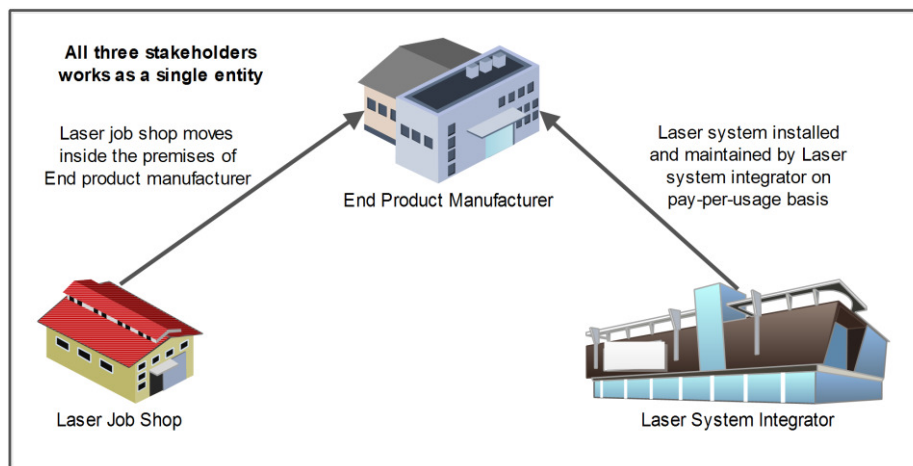 All three stakeholders
works as a single entity
Laser job shop moves
inside the premises of
End product manufacturer
Laser system installed
and maintained by Laser
system integrator on
pay-per-usage basis
End Product Manufacturer
Laser Job Shop
Laser System Integrator